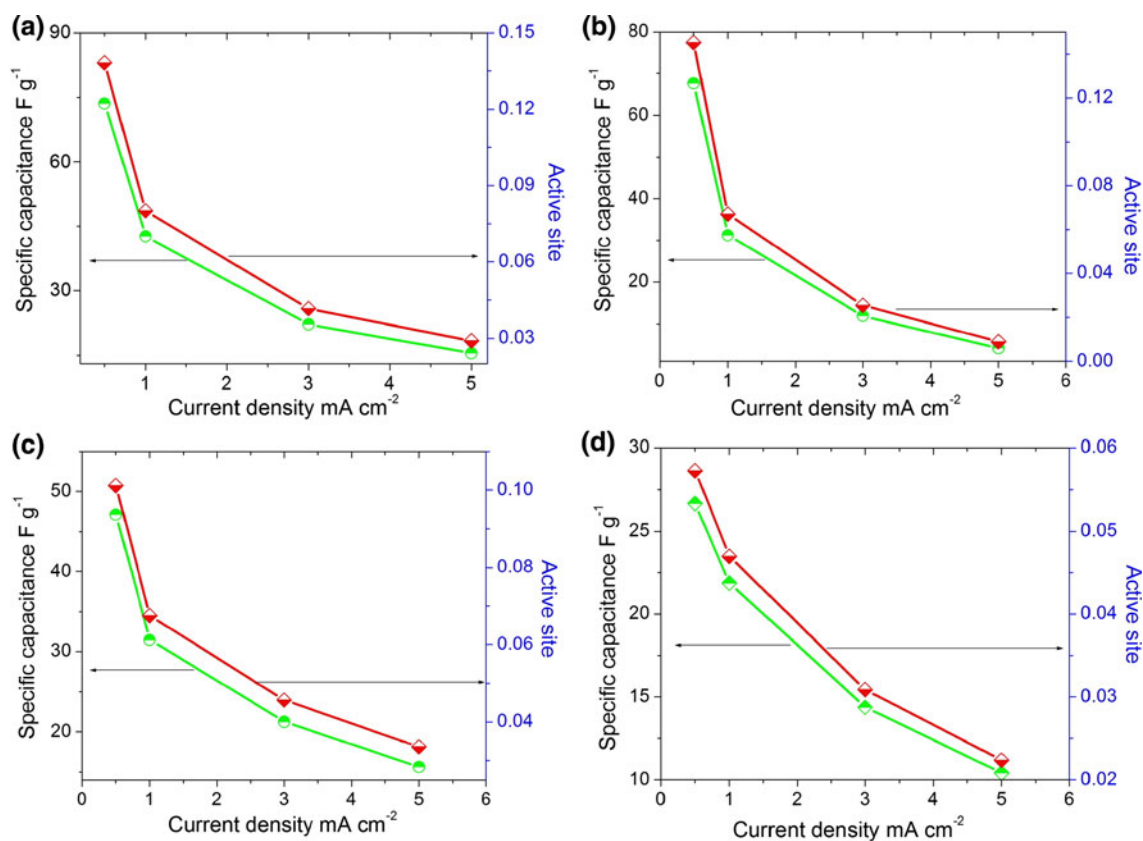 (a)
90
60
30
Specific capacitance F g⁻¹
0.15
0.12
0.09
0.06
0.03
Active site
1 2 3 4 5
Current density mA cm⁻²
(b)
80
60
40
20
Specific capacitance F g⁻¹
0.12
0.08
0.04
0.00
Active site
0 1 2 3 4 5 6
Current density mA cm⁻²
(c)
50
40
30
20
Specific capacitance F g⁻¹
0.10
0.08
0.06
0.04
Active site
0 1 2 3 4 5 6
Current density mA cm⁻²
(d)
30
25
20
15
10
Specific capacitance F g⁻¹
0.06
0.05
0.04
0.03
0.02
Active site
0 1 2 3 4 5 6
Current density mA cm⁻²